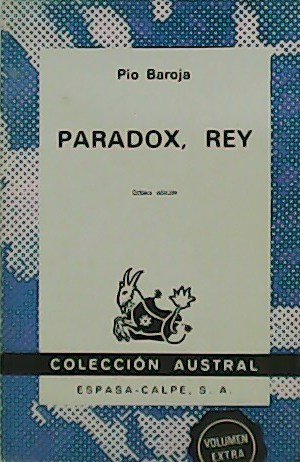 Pío Baroja
PARADOX, REY
COLECCIÓN AUSTRAL
ESPASA-CALPE, S. A.
VOLUMEN
EXTRA